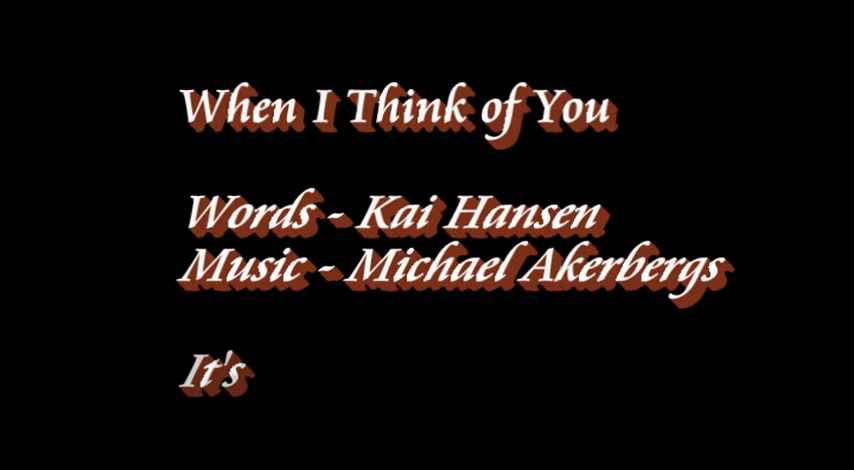 When I Think of You
Words - Kai Hansen
Music - Michael Akerbergs
It's